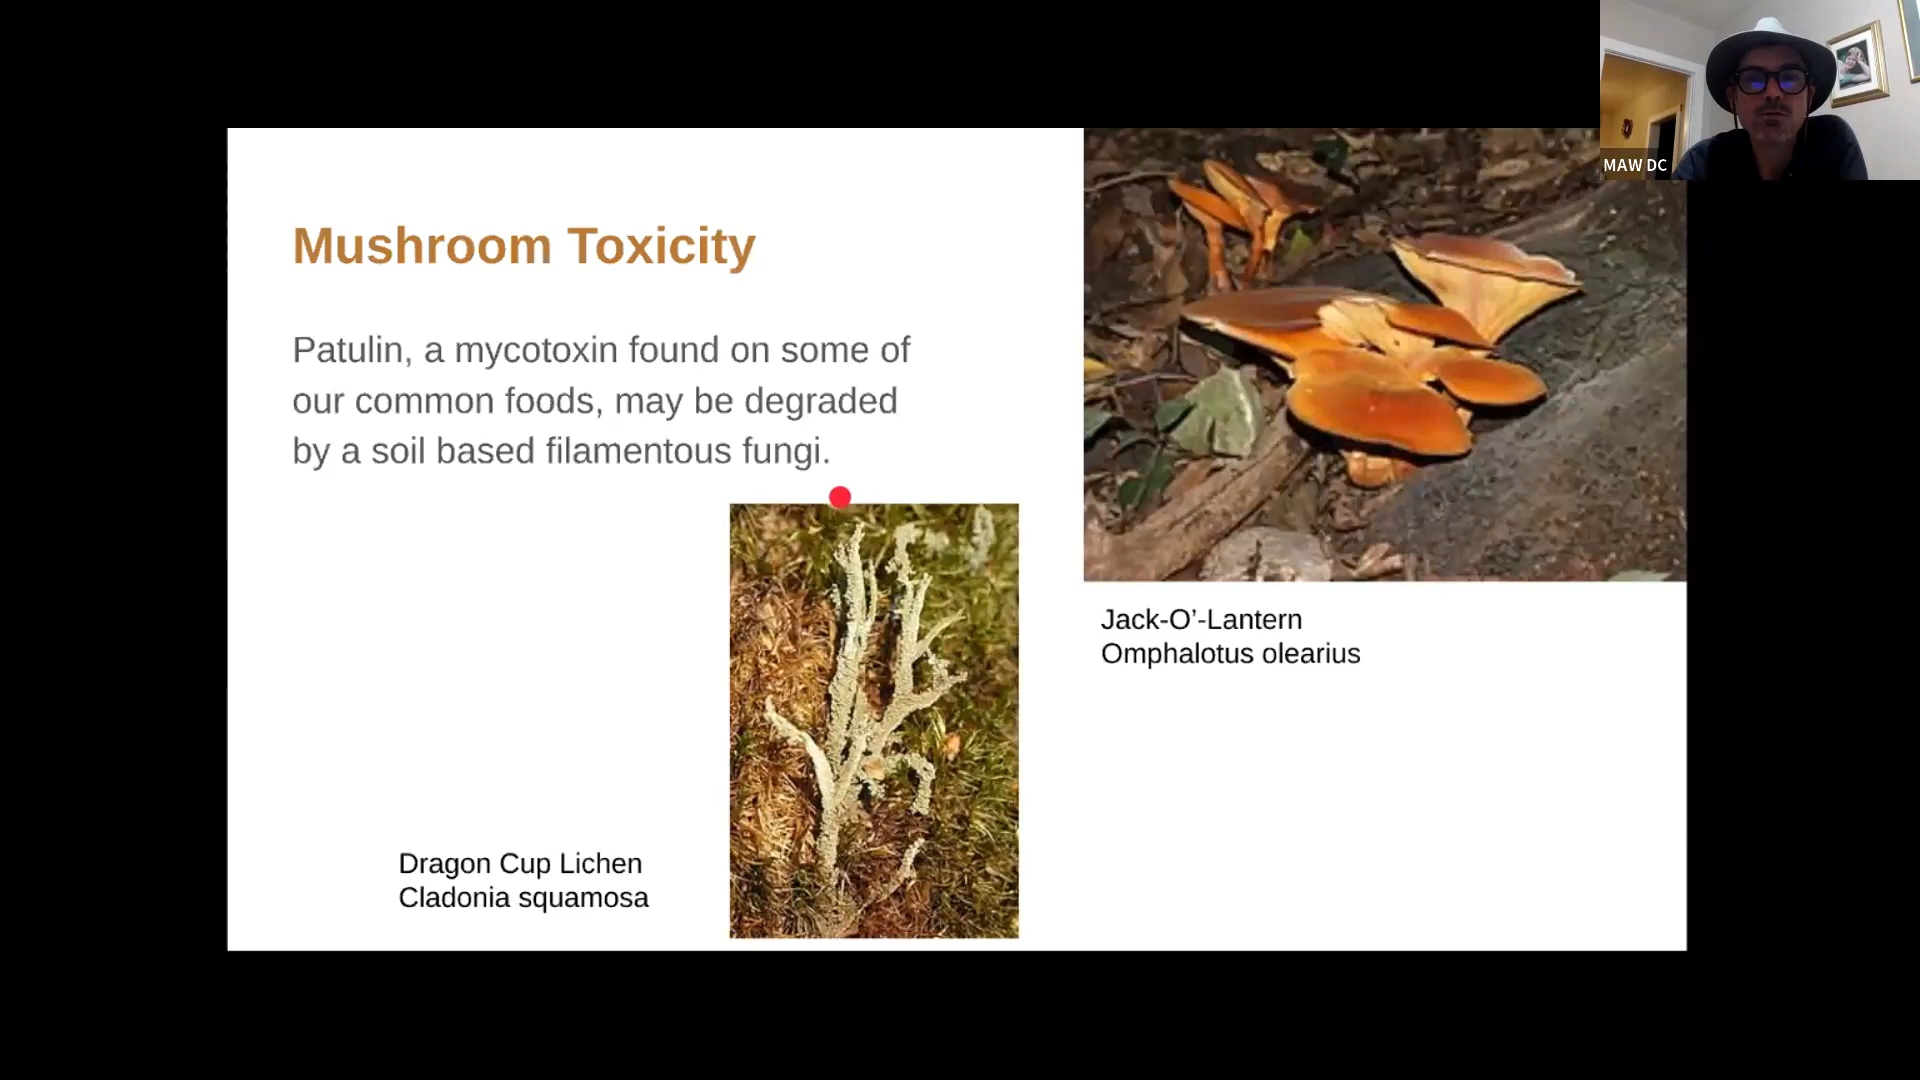 MAW DC
Mushroom Toxicity
Patulin, a mycotoxin found on some of
our common foods, may be degraded
by a soil based filamentous fungi.
Jack-O’-Lantern
Omphalotus olearius
Dragon Cup Lichen
Cladonia squamosa